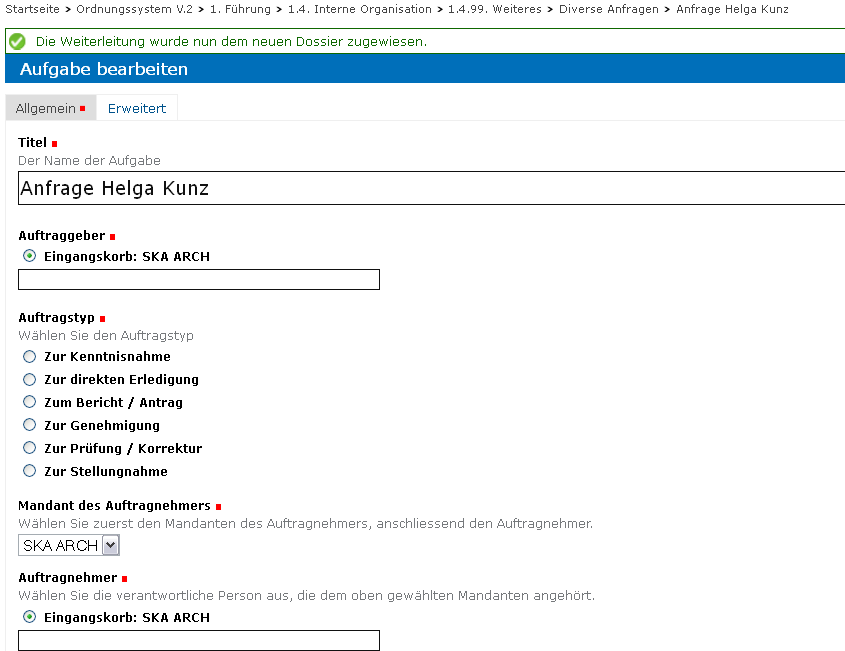 Startseite > Ordnungssystem V.2 > 1. Führung > 1.4. Interne Organisation > 1.4.99. Weiteres > Diverse Anfragen > Anfrage Helga Kunz
Die Weiterleitung wurde nun dem neuen Dossier zugewiesen.
Aufgabe bearbeiten
Allgemein Erweitert
Titel
Der Name der Aufgabe
Anfrage Helga Kunz
Auftraggeber
Eingangskorb: SKA ARCH
Auftragstyp
Wählen Sie den Auftragstyp
Zur Kenntnisnahme
Zur direkten Erledigung
Zum Bericht / Antrag
Zur Genehmigung
Zur Prüfung / Korrektur
Zur Stellungnahme
Mandant des Auftragnehmers
Wählen Sie zuerst den Mandanten des Auftragnehmers, anschliessend den Auftragnehmer.
SKA ARCH
Auftragnehmer
Wählen Sie die verantwortliche Person aus, die dem oben gewählten Mandanten angehört.
Eingangskorb: SKA ARCH